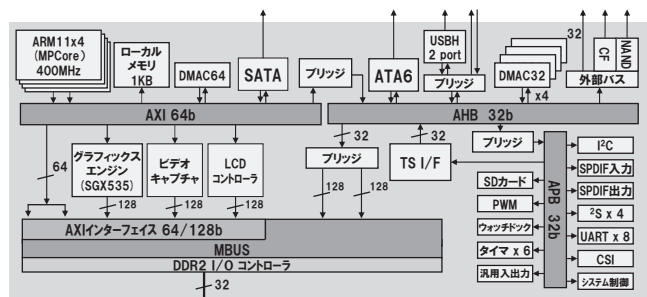 ARM11x4
(MPCore)
400MHz
ローカル
メモリ
1KB
DMAC64
SATA
ブリッジ
ATA6
USBH
2 port
ブリッジ
DMAC32
x4
32
CF
NAND
外部バス
AXI 64b
AHB 32b
64
グラフィックス
エンジン
(SGX535)
ビデオ
キャプチャ
LCD
コントローラ
128
128
128
32
ブリッジ
128
128
32
TS I/F
ブリッジ
APB 32b
SDカード
PWM
ウォッチドック
タイマ x 6
汎用入出力
I²C
SPDIF入力
SPDIF出力
²S x 4
UART x 8
CSI
システム制御
AXIインターフェイス 64/128b
MBUS
DDR2 I/O コントローラ
32